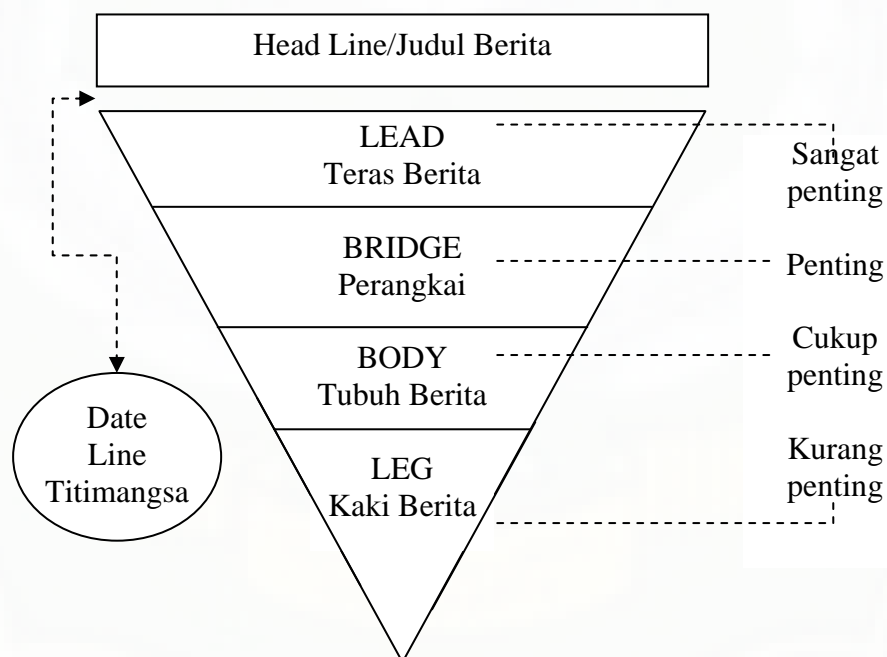 Head Line/Judul Berita
LEAD
Teras Berita
Sangat
penting
BRIDGE
Perangkai
Penting
BODY
Tubuh Berita
Cukup
penting
Date
Line
Titimangsa
LEG
Kaki Berita
Kurang
penting